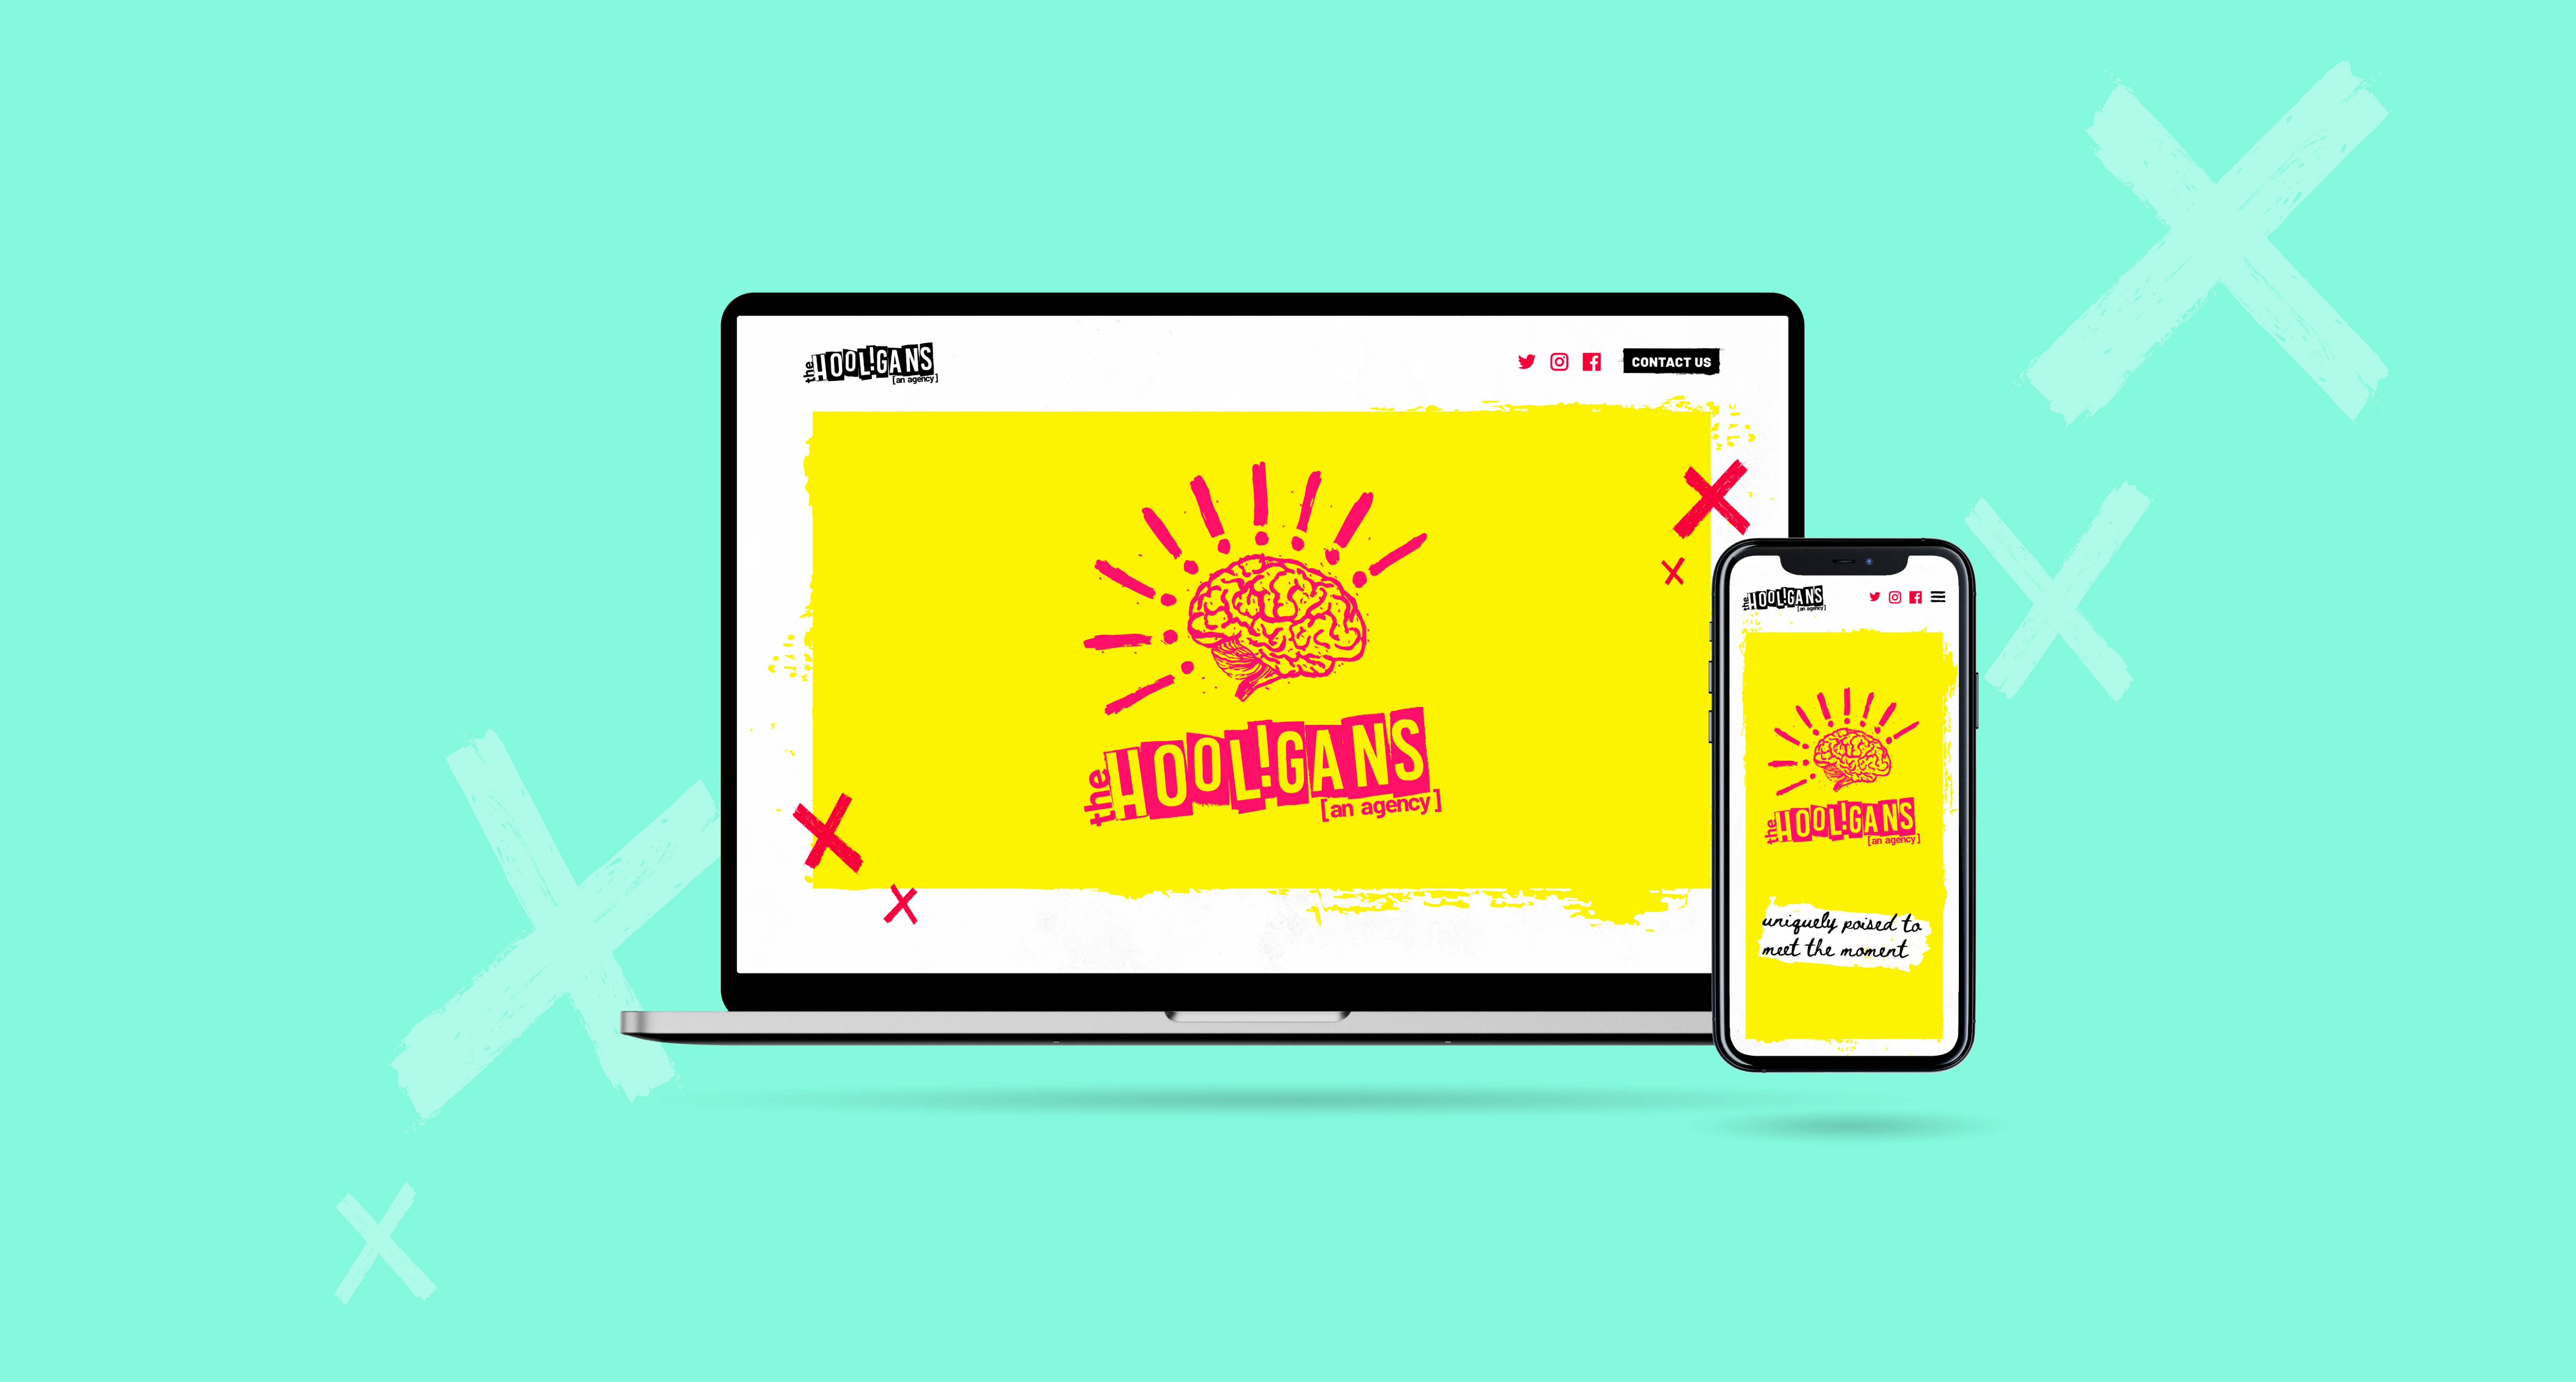 the HOOL!GANS
[an agency]
CONTACT US
the HOOL!GANS
[an agency]
the HOOL!GANS
[an agency]
the HOOL!GANS
[an agency]
uniquely poised to
meet the moment